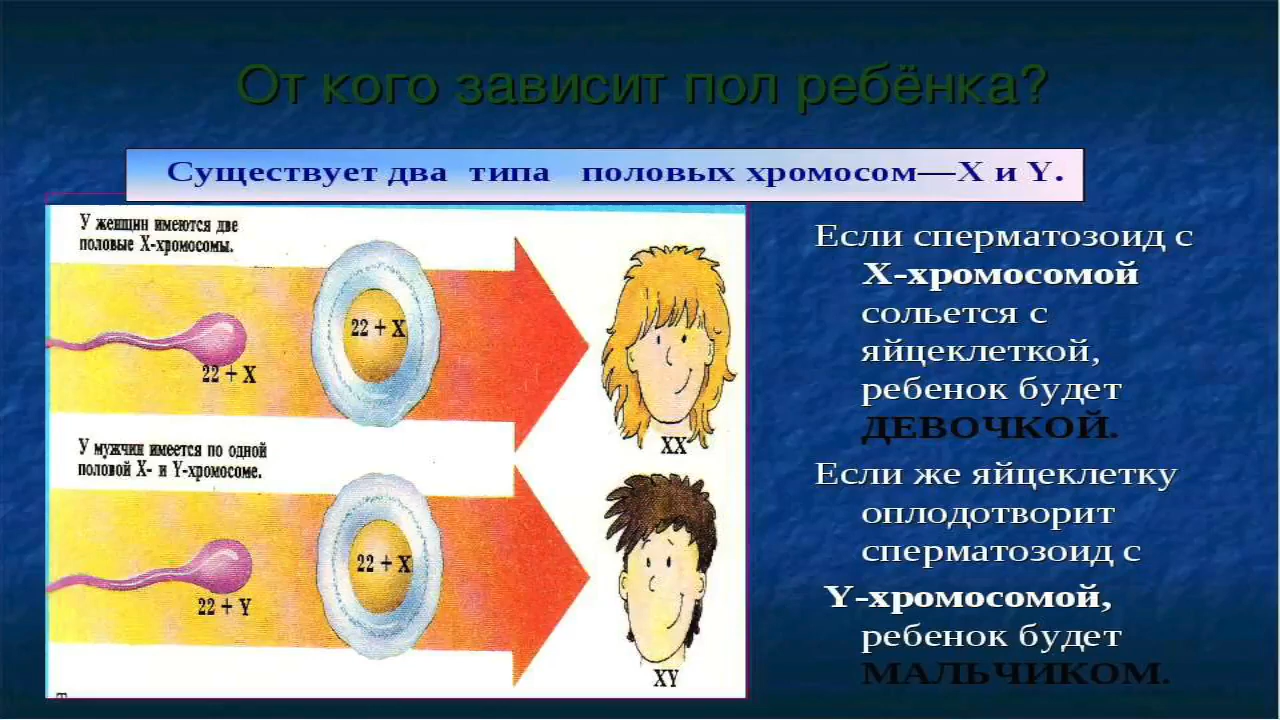 От кого зависит пол ребёнка?
Существует два типа половых хромосом—X и Y.
У женщин имеются две
половые X-хромосомы.
22 + X
22 + X
XX
У мужчин имеется по одной
половой X- и Y-хромосоме.
22 + Y
22 + X
XY
Если сперматозоид с
X-хромосомой
сольется с
яйцеклеткой,
ребенок будет
ДЕВОЧКОЙ.
Если же яйцеклетку
оплодотворит
сперматозоид с
Y-хромосомой,
ребенок будет
МАЛЬЧИКОМ.